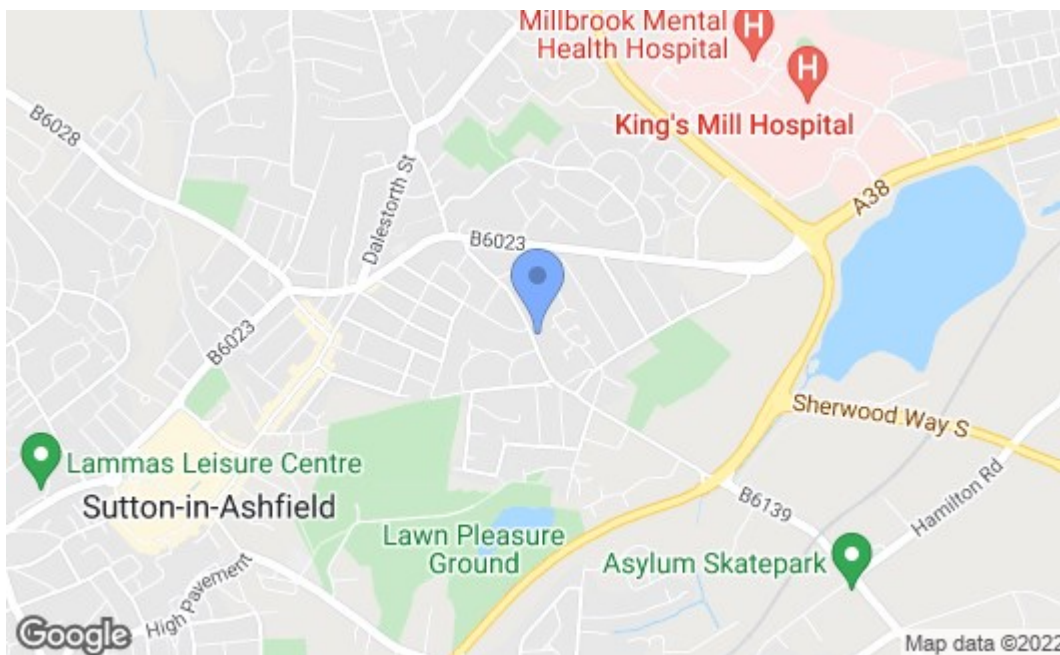 Millbrook Mental
Health Hospital
H
H
King's Mill Hospital
B6028
Dalestorth St
A38
B6023
B6023
Sherwood Way S
Lammas Leisure Centre
Sutton-in-Ashfield
Hamilton Rd
B6139
Lawn Pleasure
Ground
Asylum Skatepark
High Pavement
Google
Map data ©2022